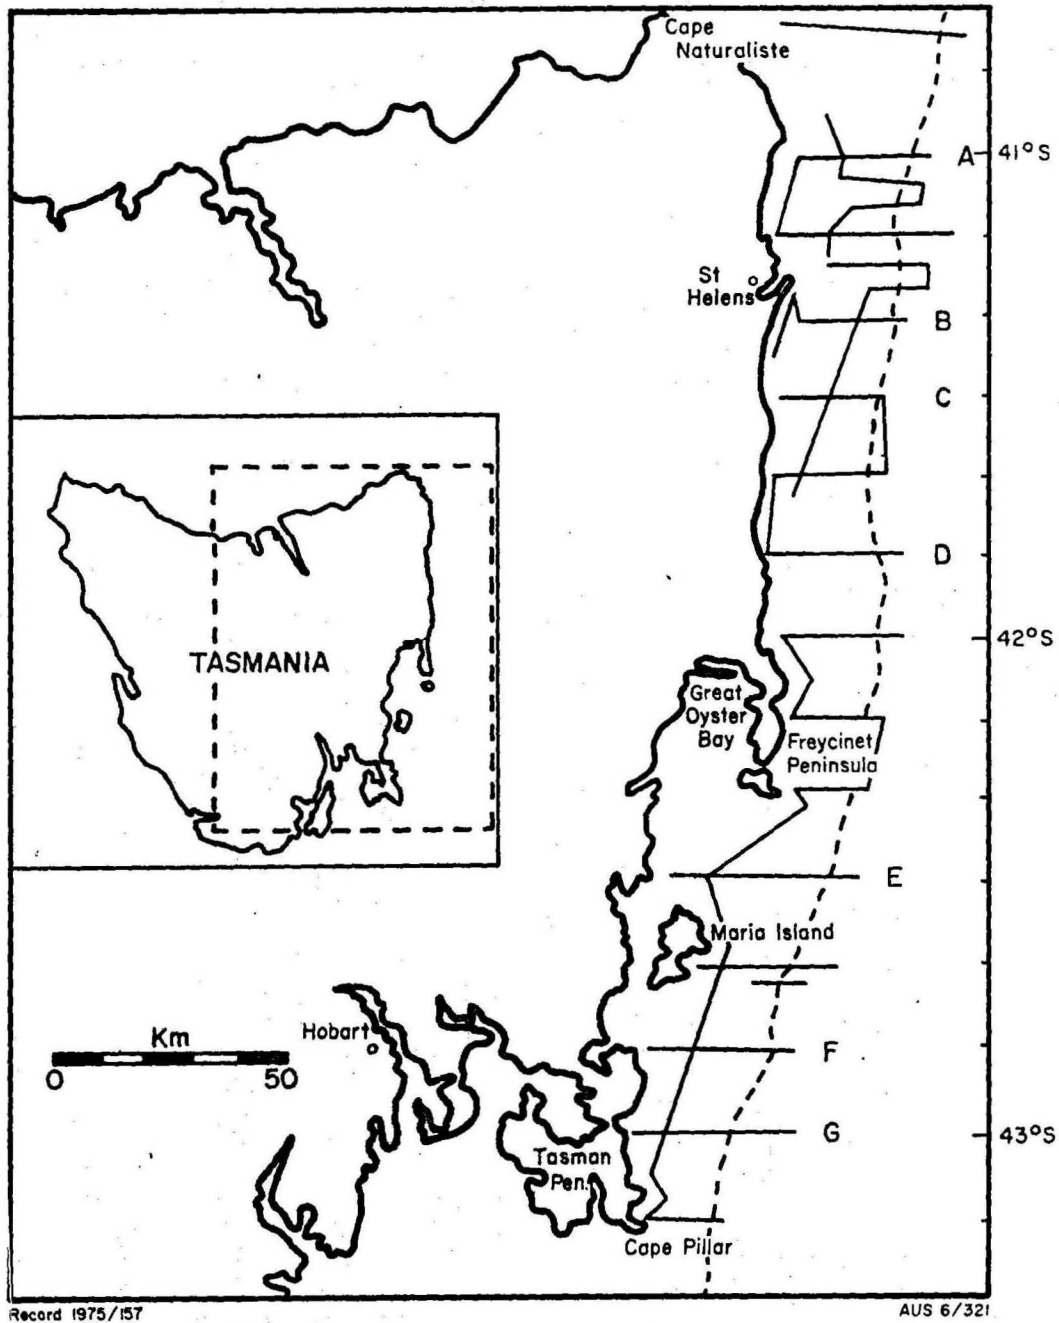 Cape
Naturaliste
A
41°S
St
Helens
B
C
D
TASMANIA
42°S
Great
Oyster
Bay
Freycinet
Peninsula
E
Maria Island
Km
0 50
Hobart
F
G
43°S
Tasman
Pen.
Cape Pillar
Record 1975/157
AUS 6/321